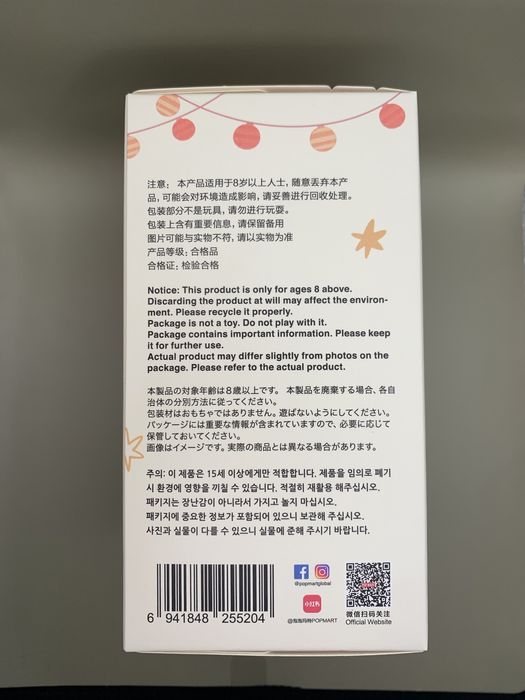 注意: 本产品适用于8岁以上人士, 随意丢弃本产
品, 可能会对环境造成影响, 请妥善进行回收处理。
包装部分不是玩具, 请勿进行玩耍。
包装上含有重要信息, 请保留备用
图片可能与实物不符, 请以实物为准
产品等级: 合格品
合格证: 检验合格
Notice: This product is only for ages 8 above.
Discarding the product at will may affect the environ-
ment. Please recycle it properly.
Package is not a toy. Do not play with it.
Package contains important information. Please keep
it for further use.
Actual product may differ slightly from photos on the
package. Please refer to the actual product.
本製品の対象年齢は8歳以上です。 本製品を廃棄する場合、各自
治体の分別方法に従ってください。
包装材はおもちゃではありません。遊ばないようにしてください。
パッケージには重要な情報が含まれていますので、必要に応じて
保管しておいてください。
画像はイメージです。実際の商品とは異なる場合があります。
주의: 이 제품은 15세 이상에게만 적합합니다. 제품을 임의로 폐기
시 환경에 영향을 끼칠 수 있습니다. 적절히 재활용 해주십시오.
패키지는 장난감이 아니라서 가지고 놀지 마십시오.
패키지에 중요한 정보가 포함되어 있으니 보관해 주십시오.
사진과 실물이 다를 수 있으니 실물에 준해 주시기 바랍니다.
6 941848 255204
@popmartglobal
小红书
@泡泡玛特POPMART
微信扫码关注
Official Website